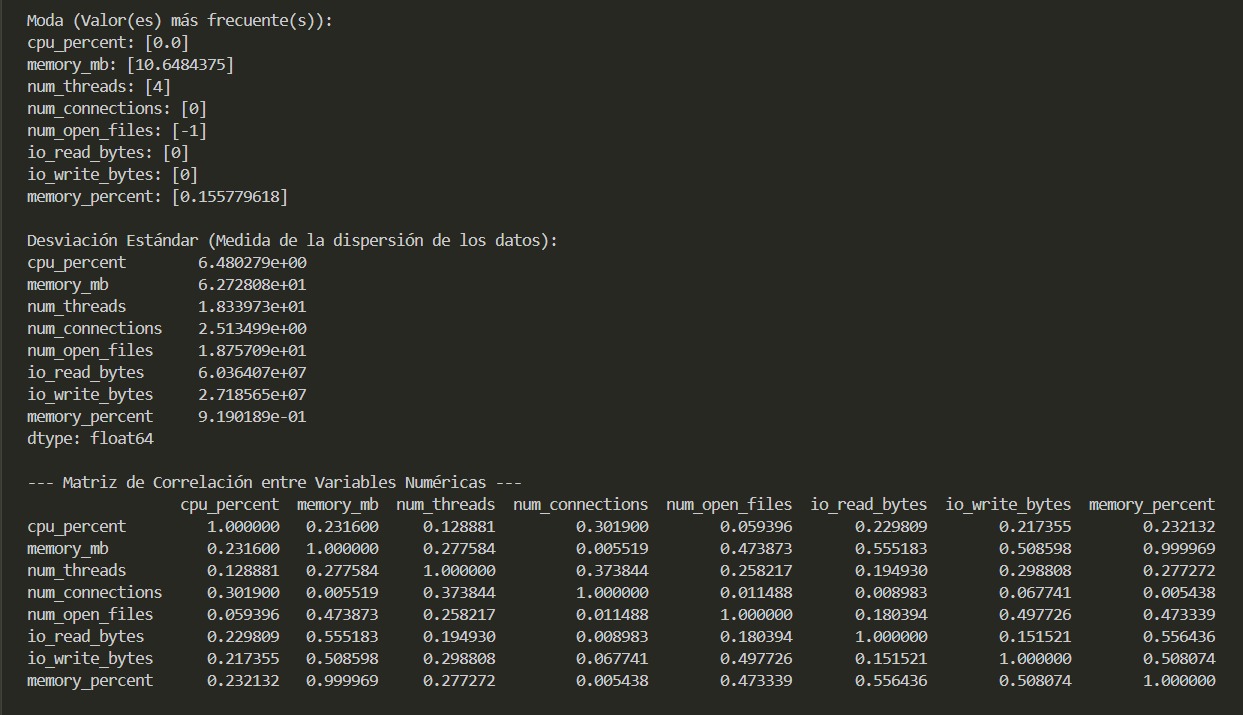 Moda (Valor(es) más frecuente(s)):
cpu_percent: [0.0]
memory_mb: [10.6484375]
num_threads: [4]
num_connections: [0]
num_open_files: [-1]
io_read_bytes: [0]
io_write_bytes: [0]
memory_percent: [0.155779618]

Desviación Estándar (Medida de la dispersión de los datos):
cpu_percent        6.480279e+00
memory_mb          6.272808e+01
num_threads        1.833973e+01
num_connections    2.513499e+00
num_open_files     1.875709e+01
io_read_bytes      6.036407e+07
io_write_bytes     2.718565e+07
memory_percent     9.190189e-01
dtype: float64

--- Matriz de Correlación entre Variables Numéricas ---
                 cpu_percent  memory_mb  num_threads  num_connections  num_open_files  io_read_bytes  io_write_bytes  memory_percent
cpu_percent         1.000000   0.231600     0.128881         0.301900        0.059396       0.229809        0.217355        0.232132
memory_mb           0.231600   1.000000     0.277584         0.005519        0.473873       0.555183        0.508598        0.999969
num_threads         0.128881   0.277584     1.000000         0.373844        0.258217       0.194930        0.298808        0.277272
num_connections     0.301900   0.005519     0.373844         1.000000        0.011488       0.008983        0.067741        0.005438
num_open_files      0.059396   0.473873     0.258217         0.011488        1.000000       0.180394        0.497726        0.473339
io_read_bytes       0.229809   0.555183     0.194930         0.008983        0.180394       1.000000        0.151521        0.556436
io_write_bytes      0.217355   0.508598     0.298808         0.067741        0.497726       0.151521        1.000000        0.508074
memory_percent      0.232132   0.999969     0.277272         0.005438        0.473339       0.556436        0.508074        1.000000